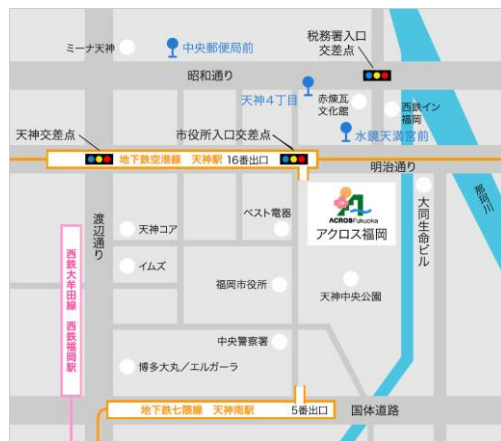 ミーナ天神
中央郵便局前
税務署入口
交差点
昭和通り
天神4丁目
赤煉瓦
文化館
西鉄イン
福岡
水鏡天満宮前
天神交差点
市役所入口交差点
地下鉄空港線 天神駅 16番出口
明治通り
那珂川
渡辺通り
ベスト電器
天神コア
ACROS Fukuoka
アクロス福岡
大同生命ビル
イムズ
西鉄大牟田線 西鉄福岡駅
福岡市役所
天神中央公園
中央警察署
博多大丸/エルガーラ
地下鉄七隈線 天神南駅 5番出口
国体道路